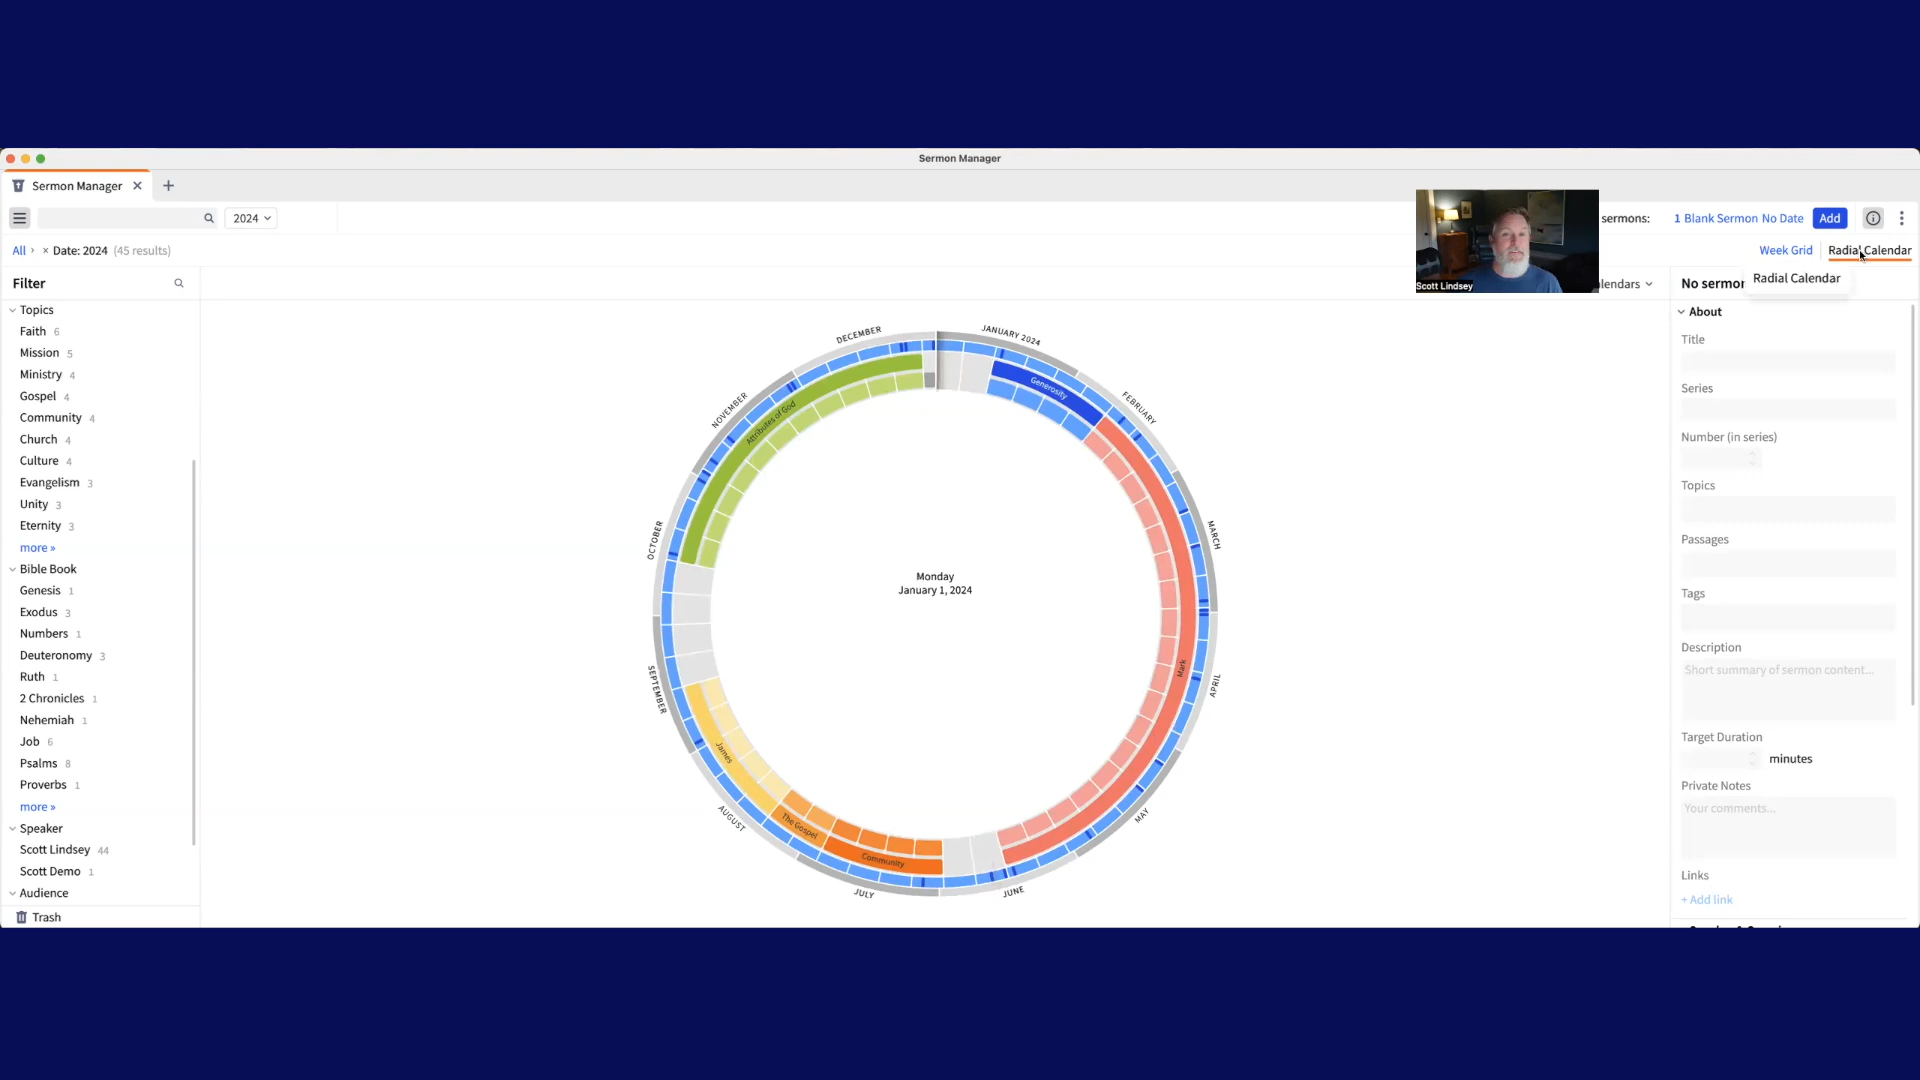 Sermon Manager
Sermon Manager
2024
sermons:
1 Blank Sermon No Date
Add
All › × Date: 2024 (45 results)
Week Grid
Radial Calendar
Scott Lindsey
Filter
lendars
No sermon
Radial Calendar
Topics
Faith 6
Mission 5
Ministry 4
Gospel 4
Community 4
Church 4
Culture 4
Evangelism 3
Unity 3
Eternity 3
more »
Bible Book
Genesis 1
Exodus 3
Numbers 1
Deuteronomy 3
Ruth 1
2 Chronicles 1
Nehemiah 1
Job 6
Psalms 8
Proverbs 1
more »
Speaker
Scott Lindsey 44
Scott Demo 1
Audience
Trash
JANUARY 2024
FEBRUARY
MARCH
APRIL
MAY
JUNE
JULY
AUGUST
SEPTEMBER
OCTOBER
NOVEMBER
DECEMBER
Generosity
Mark
Community
The Gospel
James
Attributes of God
Monday
January 1, 2024
About
Title
Series
Number (in series)
Topics
Passages
Tags
Description
Short summary of sermon content...
Target Duration
minutes
Private Notes
Your comments...
Links
+ Add link